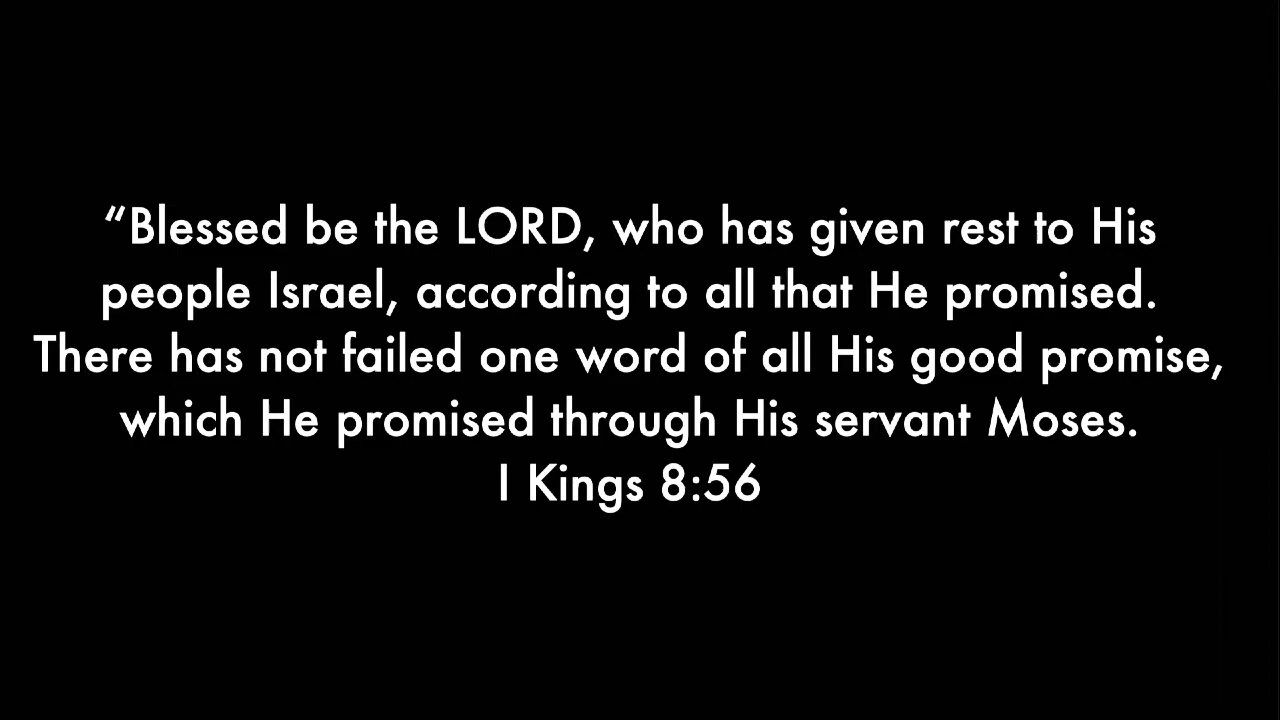 “Blessed be the LORD, who has given rest to His
people Israel, according to all that He promised.
There has not failed one word of all His good promise,
which He promised through His servant Moses.
I Kings 8:56